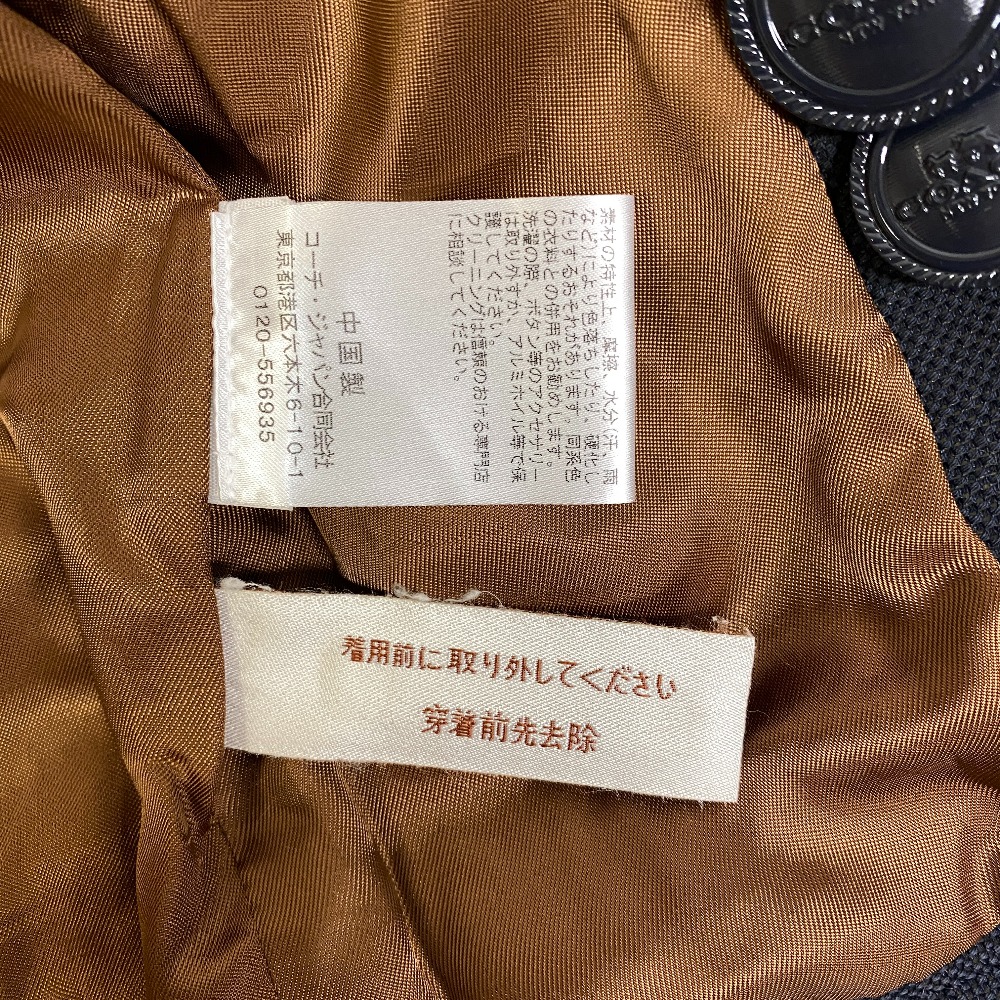 素材の特性上、摩擦、水分(汗、雨
など)により色落ちしたり、硬化し
たりするおそれがあります。同系色
の衣料との併用をお勧めします。
洗濯の際、ボタン等のアクセサリー
は取り外すか、アルミホイル等で保
護してください。
クリーニングは信頼のおける専門店
に相談してください。
中国製
コーチ・ジャパン合同会社
東京都港区六本木6-10-1
0120-556935
着用前に取り外してください
穿着前先去除
COACH
NEW YORK
COACH
NEW YORK